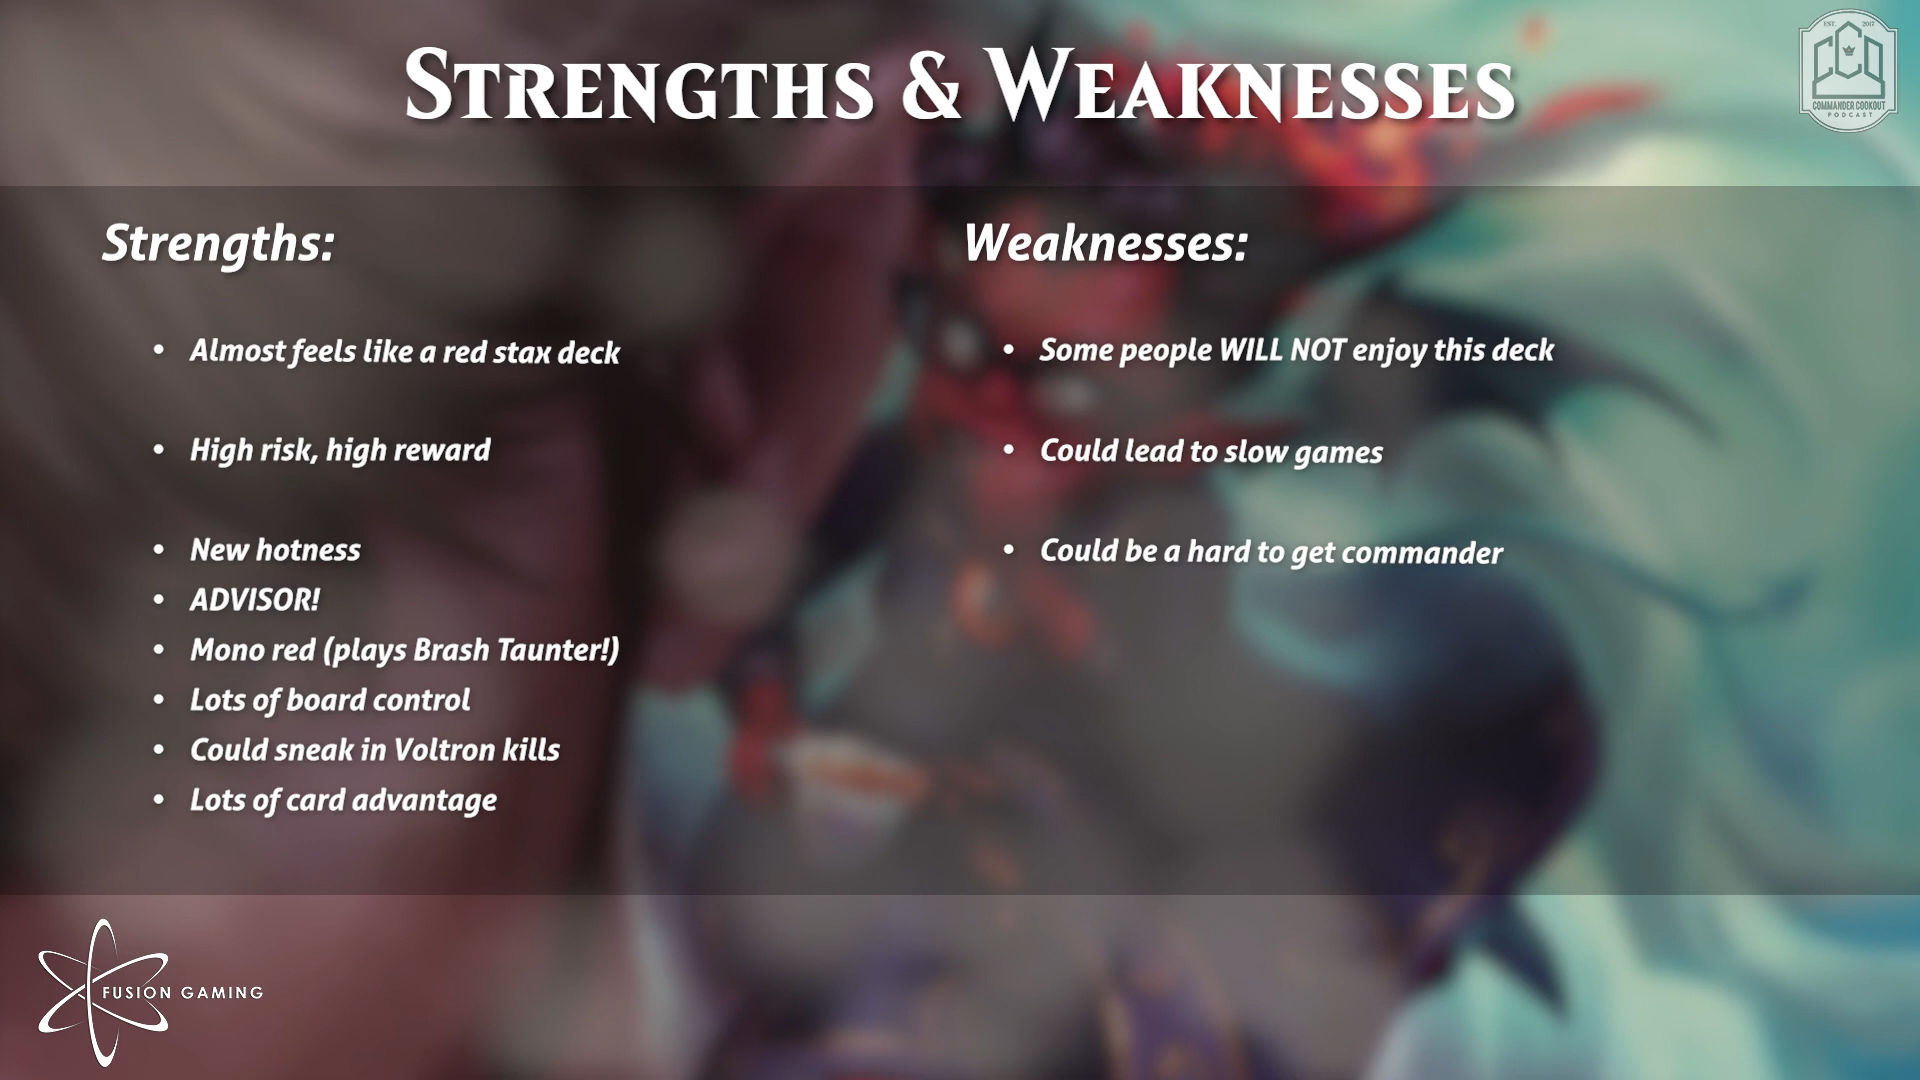 STRENGTHS & WEAKNESSES
EST. 2017
CCO
COMMANDER COOKOUT
PODCAST
Strengths:
• Almost feels like a red stax deck
• High risk, high reward
• New hotness
• ADVISOR!
• Mono red (plays Brash Taunter!)
• Lots of board control
• Could sneak in Voltron kills
• Lots of card advantage
Weaknesses:
• Some people WILL NOT enjoy this deck
• Could lead to slow games
• Could be a hard to get commander
FUSION GAMING